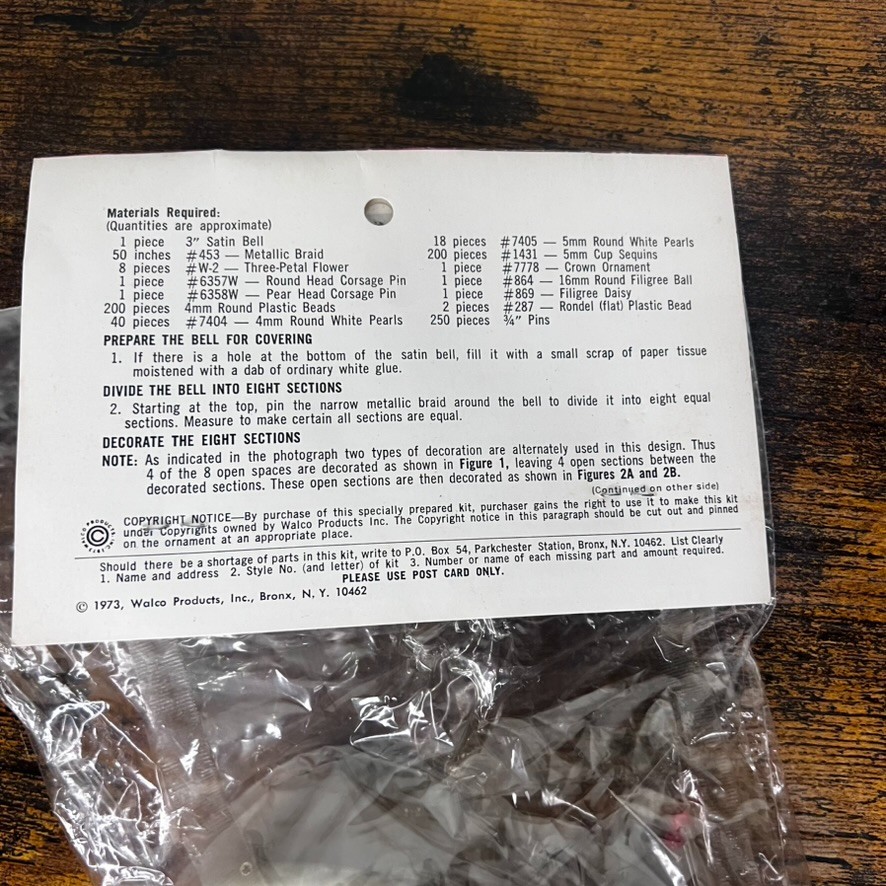 Materials Required:
(Quantities are approximate)
1 piece 3" Satin Bell
50 inches #453 — Metallic Braid
8 pieces #W-2 — Three-Petal Flower
1 piece #6357W — Round Head Corsage Pin
1 piece #6358W — Pear Head Corsage Pin
200 pieces 4mm Round Plastic Beads
40 pieces #7404 — 4mm Round White Pearls
18 pieces #7405 — 5mm Round White Pearls
200 pieces #1431 — 5mm Cup Sequins
1 piece #7778 — Crown Ornament
1 piece #864 — 16mm Round Filigree Ball
1 piece #869 — Filigree Daisy
2 pieces #287 — Rondel (flat) Plastic Bead
250 pieces ¾" Pins
PREPARE THE BELL FOR COVERING
1. If there is a hole at the bottom of the satin bell, fill it with a small scrap of paper tissue
moistened with a dab of ordinary white glue.
DIVIDE THE BELL INTO EIGHT SECTIONS
2. Starting at the top, pin the narrow metallic braid around the bell to divide it into eight equal
sections. Measure to make certain all sections are equal.
DECORATE THE EIGHT SECTIONS
NOTE: As indicated in the photograph two types of decoration are alternately used in this design. Thus
4 of the 8 open spaces are decorated as shown in Figure 1, leaving 4 open sections between the
decorated sections. These open sections are then decorated as shown in Figures 2A and 2B.
(Continued on other side)
COPYRIGHT NOTICE—By purchase of this specially prepared kit, purchaser gains the right to use it to make this kit
under Copyrights owned by Walco Products Inc. The Copyright notice in this paragraph should be cut out and pinned
on the ornament at an appropriate place.
Should there be a shortage of parts in this kit, write to P.O. Box 54, Parkchester Station, Bronx, N.Y. 10462. List Clearly
1. Name and address 2. Style No. (and letter) of kit 3. Number or name of each missing part and amount required.
PLEASE USE POST CARD ONLY.
© 1973, Walco Products, Inc., Bronx, N. Y. 10462